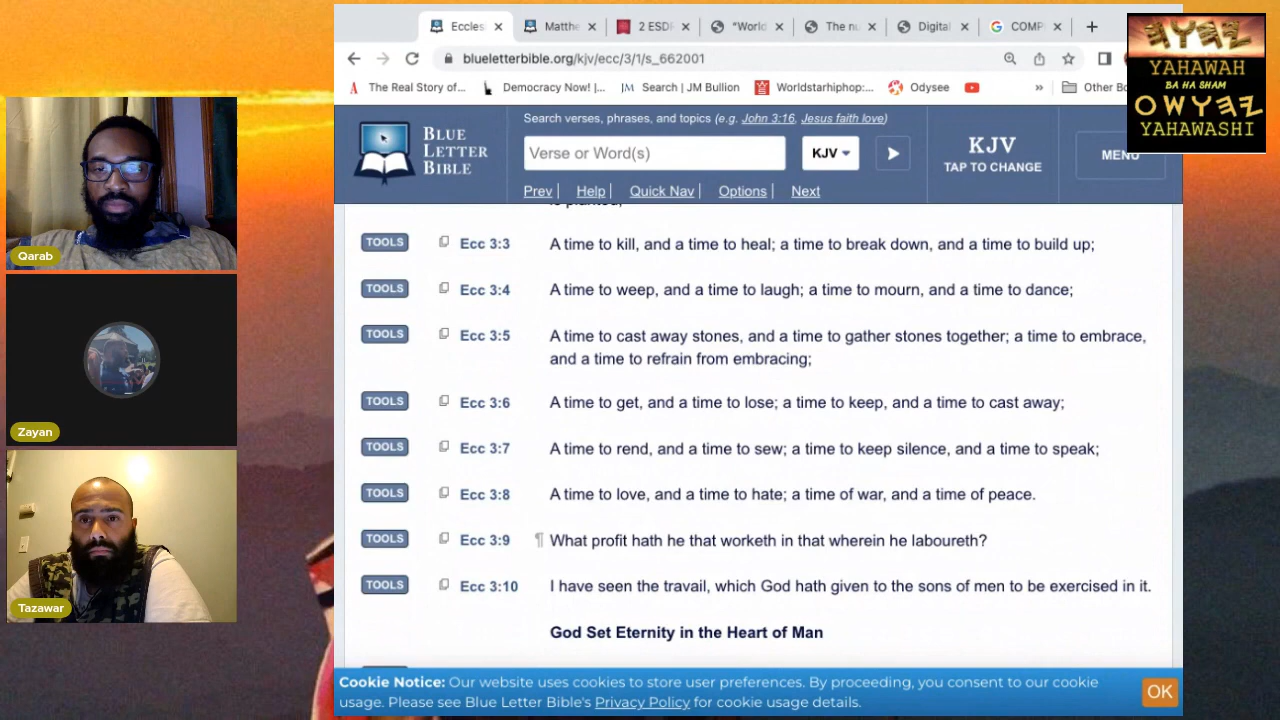 Eccles
Matthe
2 ESDR
"World
The nu
Digital
G COMP
blueletterbible.org/kjv/ecc/3/1/s_662001
The Real Story of...
Democracy Now! |...
JM Search | JM Bullion
Worldstarhiphop:...
Odysee
»
Other Bo
YAHAWAH
BA HA SHAM
YAHAWASHI
BLUE
LETTER
BIBLE
Search verses, phrases, and topics (e.g. John 3:16, Jesus faith love)
Verse or Word(s)
KJV
Prev | Help | Quick Nav | Options | Next
KJV
TAP TO CHANGE
MENU
is planted;
TOOLS Ecc 3:3 A time to kill, and a time to heal; a time to break down, and a time to build up;
TOOLS Ecc 3:4 A time to weep, and a time to laugh; a time to mourn, and a time to dance;
TOOLS Ecc 3:5 A time to cast away stones, and a time to gather stones together; a time to embrace,
and a time to refrain from embracing;
TOOLS Ecc 3:6 A time to get, and a time to lose; a time to keep, and a time to cast away;
TOOLS Ecc 3:7 A time to rend, and a time to sew; a time to keep silence, and a time to speak;
TOOLS Ecc 3:8 A time to love, and a time to hate; a time of war, and a time of peace.
TOOLS Ecc 3:9 ¶ What profit hath he that worketh in that wherein he laboureth?
TOOLS Ecc 3:10 I have seen the travail, which God hath given to the sons of men to be exercised in it.
God Set Eternity in the Heart of Man
Cookie Notice: Our website uses cookies to store user preferences. By proceeding, you consent to our cookie
usage. Please see Blue Letter Bible's Privacy Policy for cookie usage details.
OK
Qarab
Zayan
Tazawar